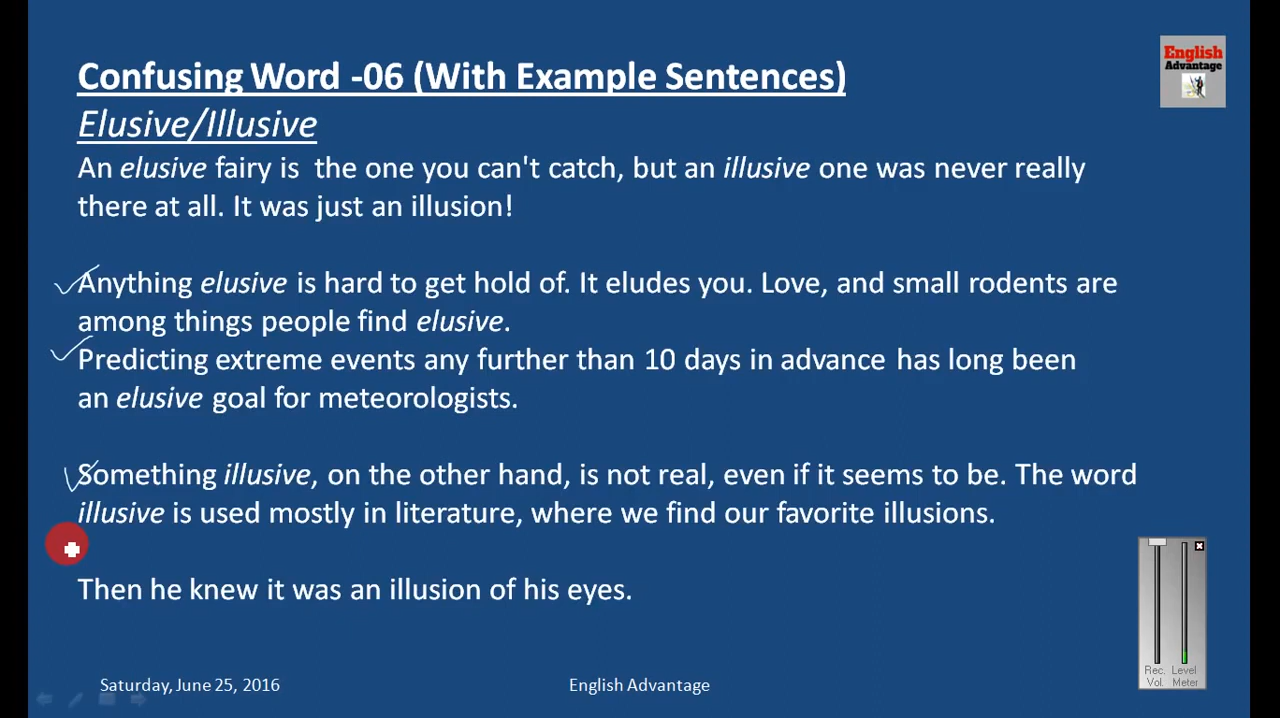 Confusing Word -06 (With Example Sentences)
English
Advantage
Elusive/Illusive
An elusive fairy is the one you can't catch, but an illusive one was never really
there at all. It was just an illusion!
Anything elusive is hard to get hold of. It eludes you. Love, and small rodents are
among things people find elusive.
Predicting extreme events any further than 10 days in advance has long been
an elusive goal for meteorologists.
Something illusive, on the other hand, is not real, even if it seems to be. The word
illusive is used mostly in literature, where we find our favorite illusions.
Then he knew it was an illusion of his eyes.
Rec. Level
Vol. Meter
Saturday, June 25, 2016
English Advantage